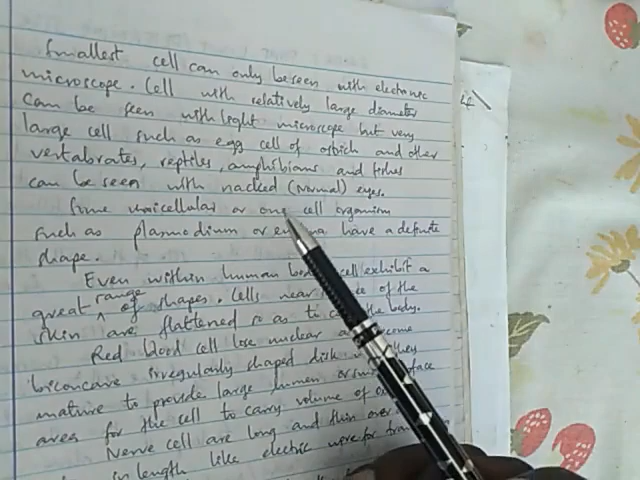 Smallest cell can only be seen with electronic
microscope. Cell with relatively large diameter
can be seen with light microscope but very
large cell such as egg cell of ostrich and other
vertabrates, reptiles, amphibians and fishes
can be seen with nacked (normal) eyes.
Some unicellular or one cell organism
such as plasmodium or have a definite
shape.
Even within human cell exhibit a
great range of shapes. Cells near of the
skin are flattened so as to the body.
Red blood cell lose nuclear
biconcave irregularly shaped disk they
mature to provide large
area for the cell to carry volume of
Nerve cell are long and thin over
in length like electric wire for